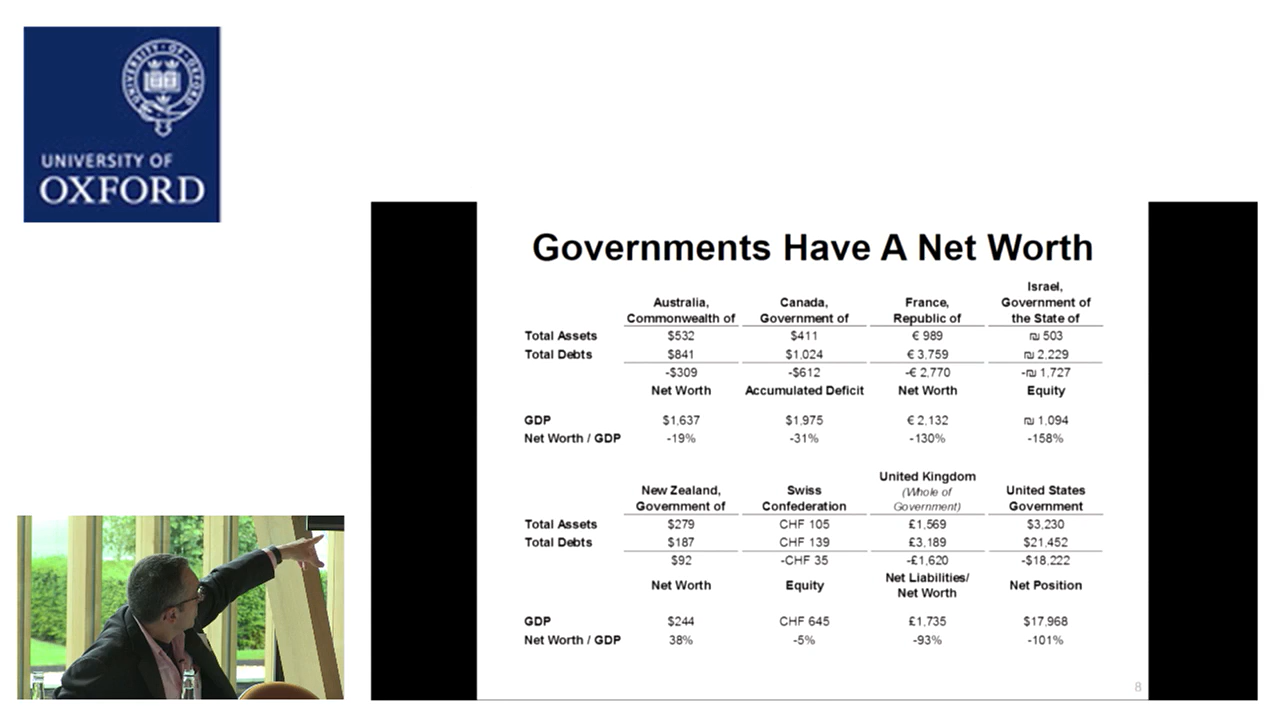 UNIVERSITY OF
OXFORD
Governments Have A Net Worth
Australia, Commonwealth of
Canada, Government of
France, Republic of
Israel, Government of the State of
Total Assets $532 $411 € 989 ₪ 503
Total Debts $841 $1,024 € 3,759 ₪ 2,229
-$309 -$612 -€ 2,770 -₪ 1,727
Net Worth Accumulated Deficit Net Worth Equity
GDP $1,637 $1,975 € 2,132 ₪ 1,094
Net Worth / GDP -19% -31% -130% -158%
New Zealand, Government of
Swiss Confederation
United Kingdom (Whole of Government)
United States Government
Total Assets $279 CHF 105 £1,569 $3,230
Total Debts $187 CHF 139 £3,189 $21,452
$92 -CHF 35 -£1,620 -$18,222
Net Worth Equity Net Liabilities/ Net Worth Net Position
GDP $244 CHF 645 £1,735 $17,968
Net Worth / GDP 38% -5% -93% -101%
8